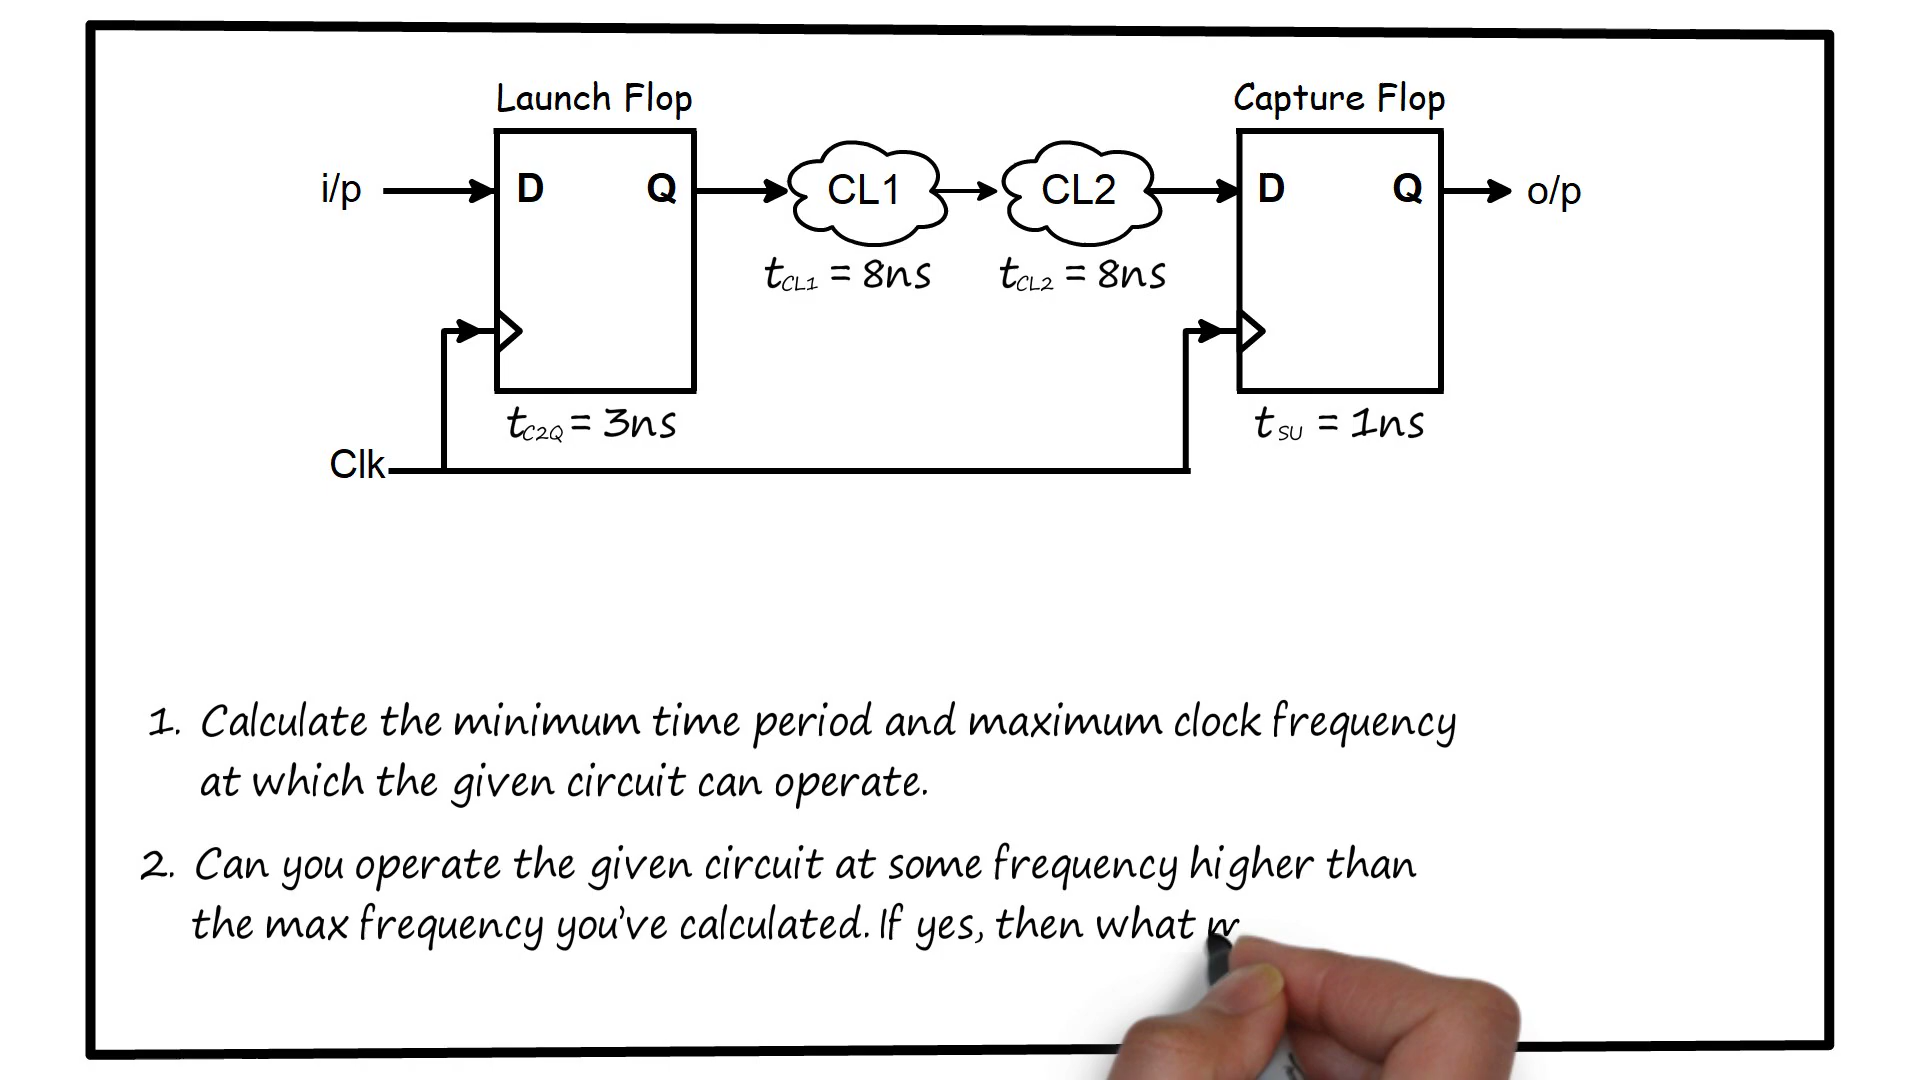 Launch Flop
Capture Flop
i/p
D
Q
CL1
CL2
D
Q
o/p
tCL1 = 8ns
tCL2 = 8ns
tC2Q = 3ns
tSU = 1ns
Clk
1. Calculate the minimum time period and maximum clock frequency
at which the given circuit can operate.
2. Can you operate the given circuit at some frequency higher than
the max frequency you've calculated. If yes, then what